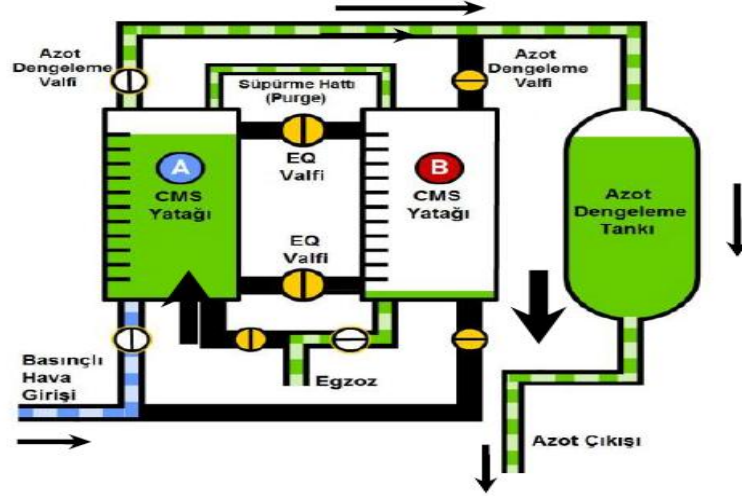 Azot
Dengeleme
Valfi
Süpürme Hattı
(Purge)
Azot
Dengeleme
Valfi
A
CMS
Yatağı
EQ
Valfi
B
CMS
Yatağı
EQ
Valfi
Azot
Dengeleme
Tankı
Basınçlı
Hava
Girişi
Egzoz
Azot Çıkışı